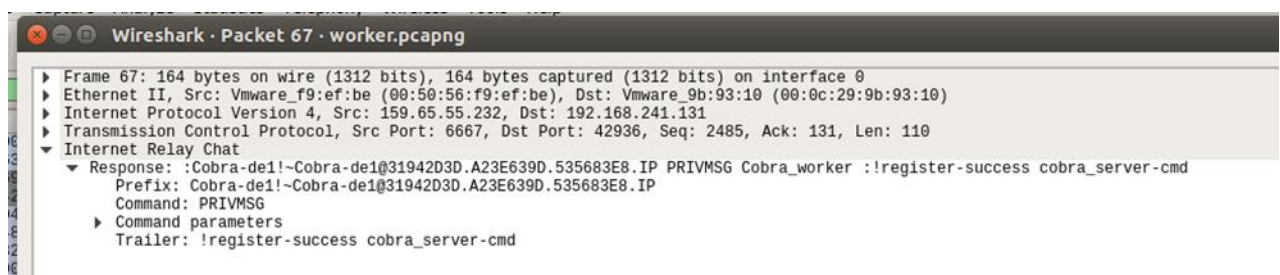 Wireshark · Packet 67 · worker.pcapng
Frame 67: 164 bytes on wire (1312 bits), 164 bytes captured (1312 bits) on interface 0
Ethernet II, Src: Vmware_f9:ef:be (00:50:56:f9:ef:be), Dst: Vmware_9b:93:10 (00:0c:29:9b:93:10)
Internet Protocol Version 4, Src: 159.65.55.232, Dst: 192.168.241.131
Transmission Control Protocol, Src Port: 6667, Dst Port: 42936, Seq: 2485, Ack: 131, Len: 110
Internet Relay Chat
Response: :Cobra-de1!~Cobra-de1@31942D3D.A23E639D.535683E8.IP PRIVMSG Cobra_worker :!register-success cobra_server-cmd
Prefix: Cobra-de1!~Cobra-de1@31942D3D.A23E639D.535683E8.IP
Command: PRIVMSG
Command parameters
Trailer: !register-success cobra_server-cmd